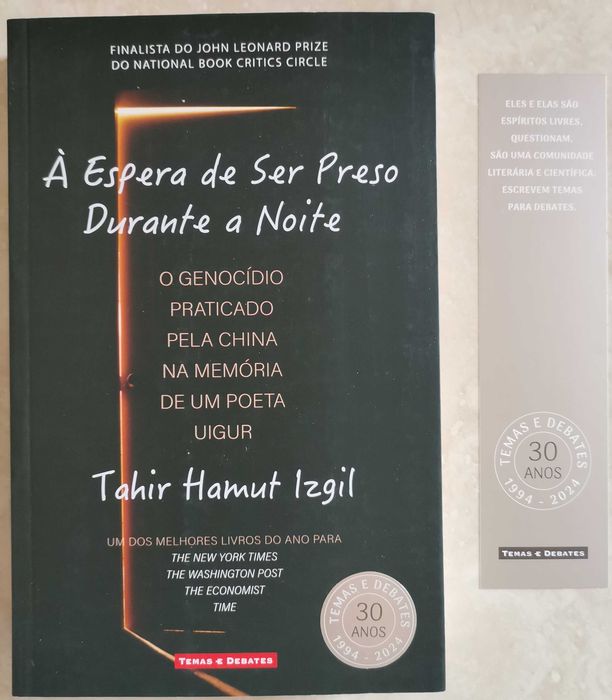 FINALISTA DO JOHN LEONARD PRIZE
DO NATIONAL BOOK CRITICS CIRCLE
À Espera de Ser Preso
Durante a Noite
O GENOCÍDIO
PRATICADO
PELA CHINA
NA MEMÓRIA
DE UM POETA
UIGUR
Tahir Hamut Izgil
UM DOS MELHORES LIVROS DO ANO PARA
THE NEW YORK TIMES
THE WASHINGTON POST
THE ECONOMIST
TIME
TEMAS E DEBATES
30
ANOS
1994 - 2024
TEMAS E DEBATES
ELES E ELAS SÃO
ESPÍRITOS LIVRES.
QUESTIONAM,
SÃO UMA COMUNIDADE
LITERÁRIA E CIENTÍFICA.
ESCREVEM TEMAS
PARA DEBATES.
TEMAS E DEBATES
30
ANOS
1994 - 2024
TEMAS E DEBATES